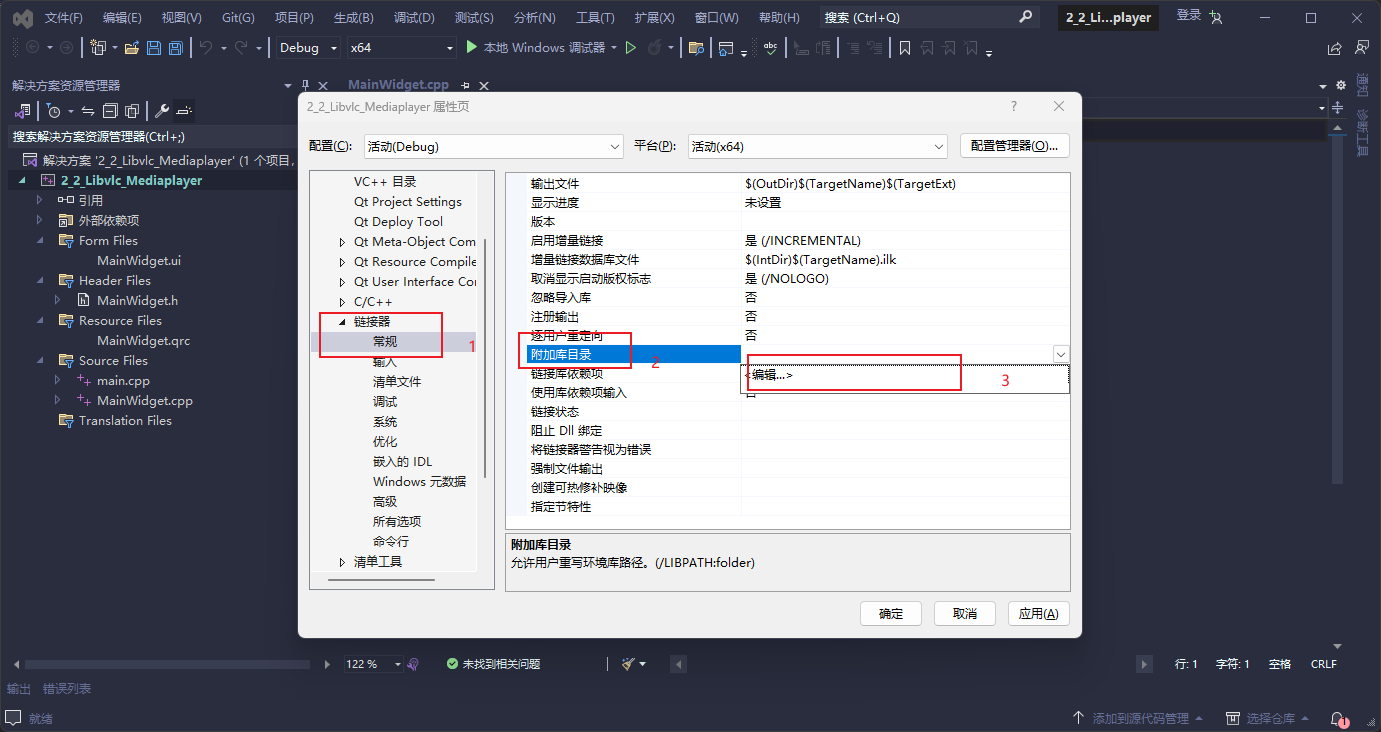 文件(F) 编辑(E) 视图(V) Git(G) 项目(P) 生成(B) 调试(D) 测试(S) 分析(N) 工具(T) 扩展(X) 窗口(W) 帮助(H) 搜索 (Ctrl+Q) 2_2_Li...player 登录
Debug x64 本地 Windows 调试器 abc
解决方案资源管理器
MainWidget.cpp
搜索解决方案资源管理器(Ctrl+;)
解决方案 '2_2_Libvlc_Mediaplayer' (1 个项目,
2_2_Libvlc_Mediaplayer
引用
外部依赖项
Form Files
MainWidget.ui
Header Files
MainWidget.h
Resource Files
MainWidget.qrc
Source Files
main.cpp
MainWidget.cpp
Translation Files
2_2_Libvlc_Mediaplayer 属性页
?
配置(C): 活动(Debug) 平台(P): 活动(x64) 配置管理器(O)...
VC++ 目录
Qt Project Settings
Qt Deploy Tool
Qt Meta-Object Com
Qt Resource Compile
Qt User Interface Co
C/C++
链接器
常规
1
输入
清单文件
调试
系统
优化
嵌入的 IDL
Windows 元数据
高级
所有选项
命令行
清单工具
输出文件 $(OutDir)$(TargetName)$(TargetExt)
显示进度 未设置
版本
启用增量链接 是 (/INCREMENTAL)
增量链接数据库文件 $(IntDir)$(TargetName).ilk
取消显示启动版权标志 是 (/NOLOGO)
忽略导入库 否
注册输出 否
逐用户重定向 否
附加库目录
2
链接库依赖项 <编辑...>
3
使用库依赖项输入 否
链接状态
阻止 Dll 绑定
将链接器警告视为错误
强制文件输出
创建可热修补映像
指定节特性
附加库目录
允许用户重写环境库路径。(/LIBPATH:folder)
确定 取消 应用(A)
通知
诊断工具
122 % 未找到相关问题 行: 1 字符: 1 空格 CRLF
输出 错误列表
就绪 添加到源代码管理 选择仓库 1